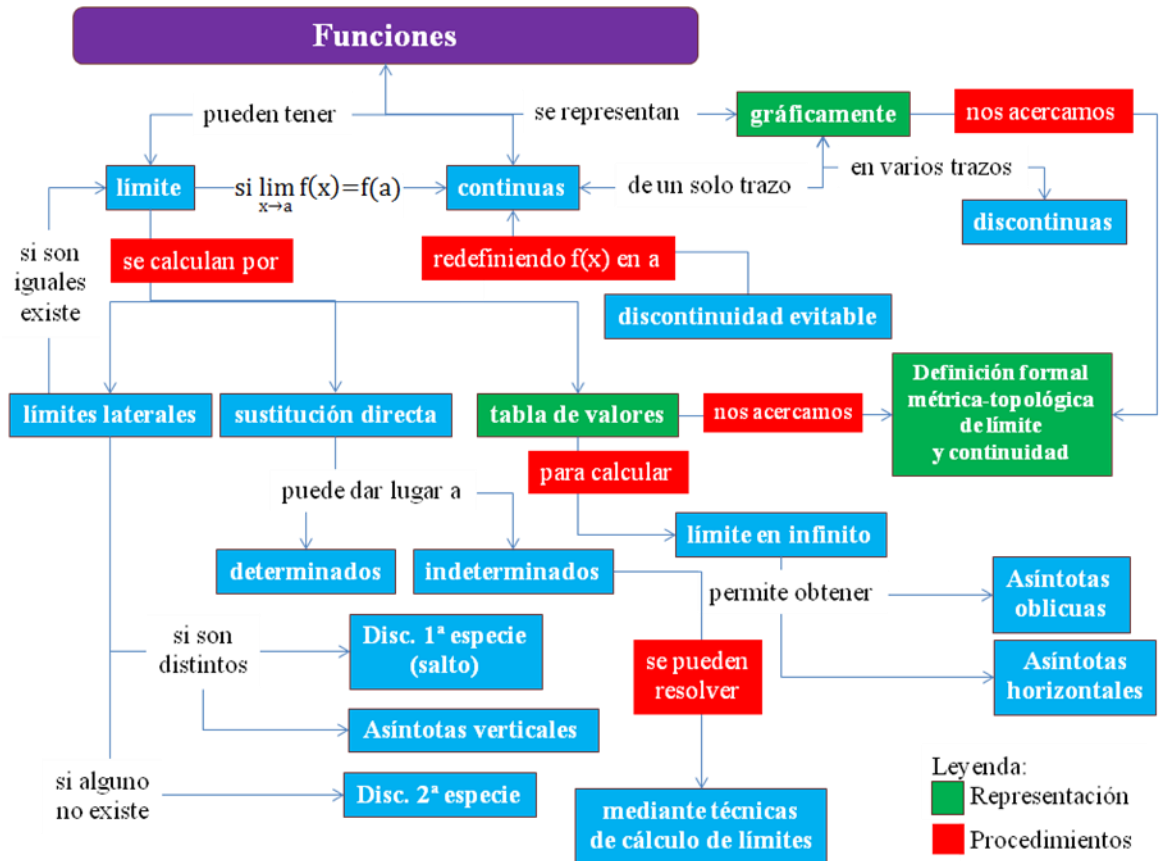 Funciones
pueden tener
se representan
gráficamente
nos acercamos
límite
si lim f(x)=f(a)
x→a
continuas
de un solo trazo
en varios trazos
discontinuas
si son
iguales
existe
se calculan por
redefiniendo f(x) en a
discontinuidad evitable
límites laterales
sustitución directa
tabla de valores
nos acercamos
Definición formal
métrica-topológica
de límite
y continuidad
para calcular
puede dar lugar a
límite en infinito
determinados
indeterminados
permite obtener
Asíntotas
oblicuas
si son
distintos
Disc. 1ª especie
(salto)
se pueden
resolver
Asíntotas
horizontales
Asíntotas verticales
si alguno
no existe
Disc. 2ª especie
mediante técnicas
de cálculo de límites
Leyenda:
Representación
Procedimientos